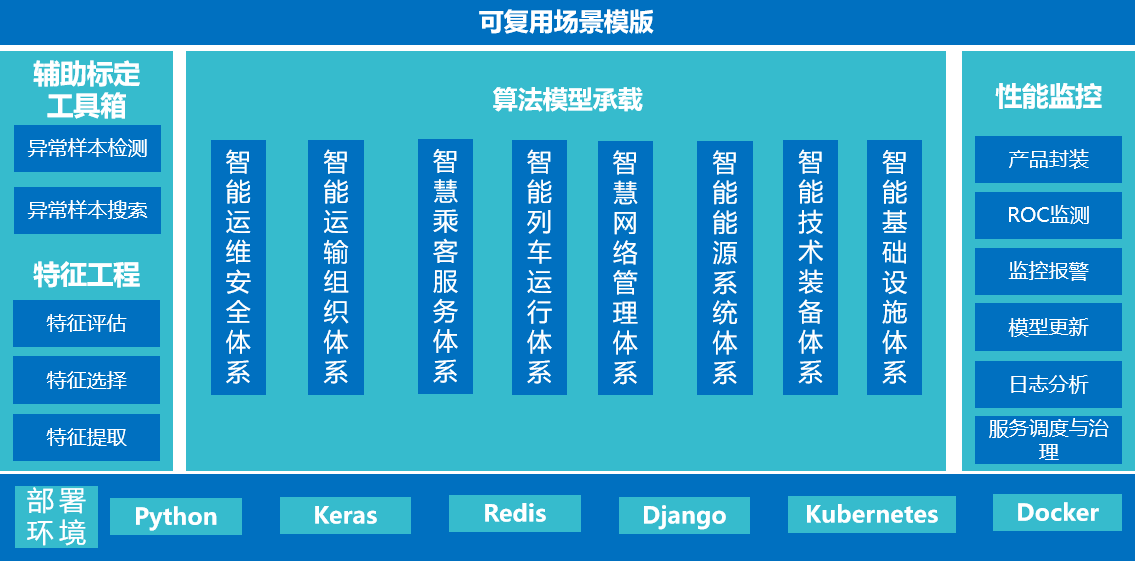 可复用场景模版
辅助标定
工具箱
异常样本检测
异常样本搜索
特征工程
特征评估
特征选择
特征提取
算法模型承载
智能运维安全体系
智能运输组织体系
智慧乘客服务体系
智能列车运行体系
智慧网络管理体系
智能能源系统体系
智能技术装备体系
智能基础设施体系
性能监控
产品封装
ROC监测
监控报警
模型更新
日志分析
服务调度与治
理
部署
环境
Python
Keras
Redis
Django
Kubernetes
Docker